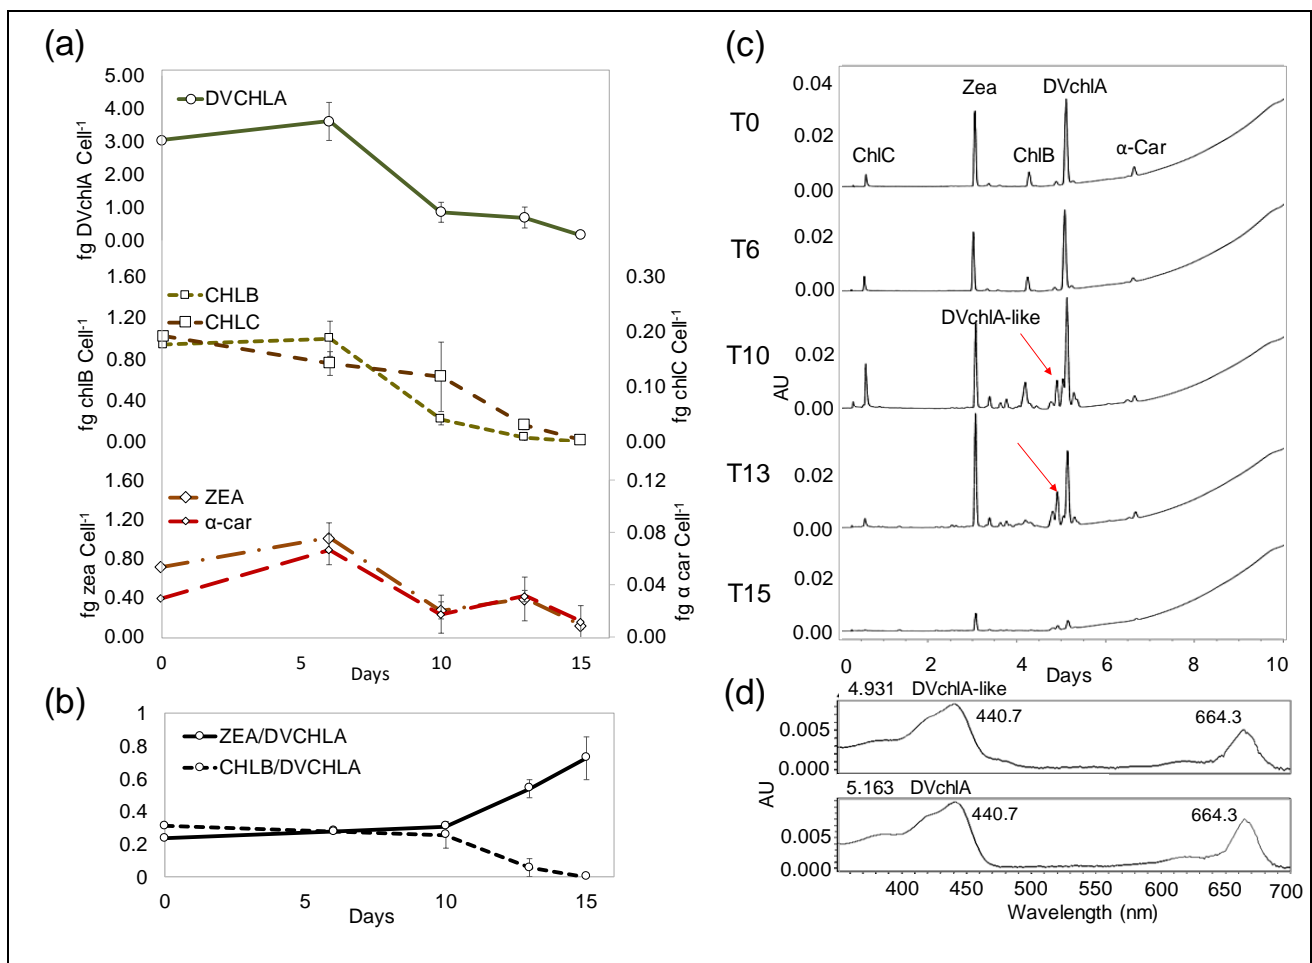 (a)
5.00
4.00
3.00
2.00
1.00
0.00
fg DVchlA Cell-1
DVCHLA
1.60
1.20
0.80
0.40
0.00
fg chlB Cell-1
CHLB
CHLC
0.30
0.20
0.10
0.00
fg chlC Cell-1
1.60
1.20
0.80
0.40
0.00
fg zea Cell-1
ZEA
α-car
0.12
0.08
0.04
0.00
fg α car Cell-1
0 5 10 15
Days
(b)
1
0.8
0.6
0.4
0.2
0
ZEA/DVCHLA
CHLB/DVCHLA
0 5 10 15
Days
(c)
T0
0.04
0.02
0.00
ChlC
Zea
ChlB
DVchlA
α-Car
T6
0.02
0.00
T10
0.02
0.00
DVchlA-like
AU
T13
0.02
0.00
T15
0.02
0.00
0 2 4 6 8 10
Days
(d)
4.931 DVchlA-like
0.005
0.000
440.7
664.3
AU
5.163 DVchlA
0.005
0.000
440.7
664.3
400 450 500 550 600 650 700
Wavelength (nm)